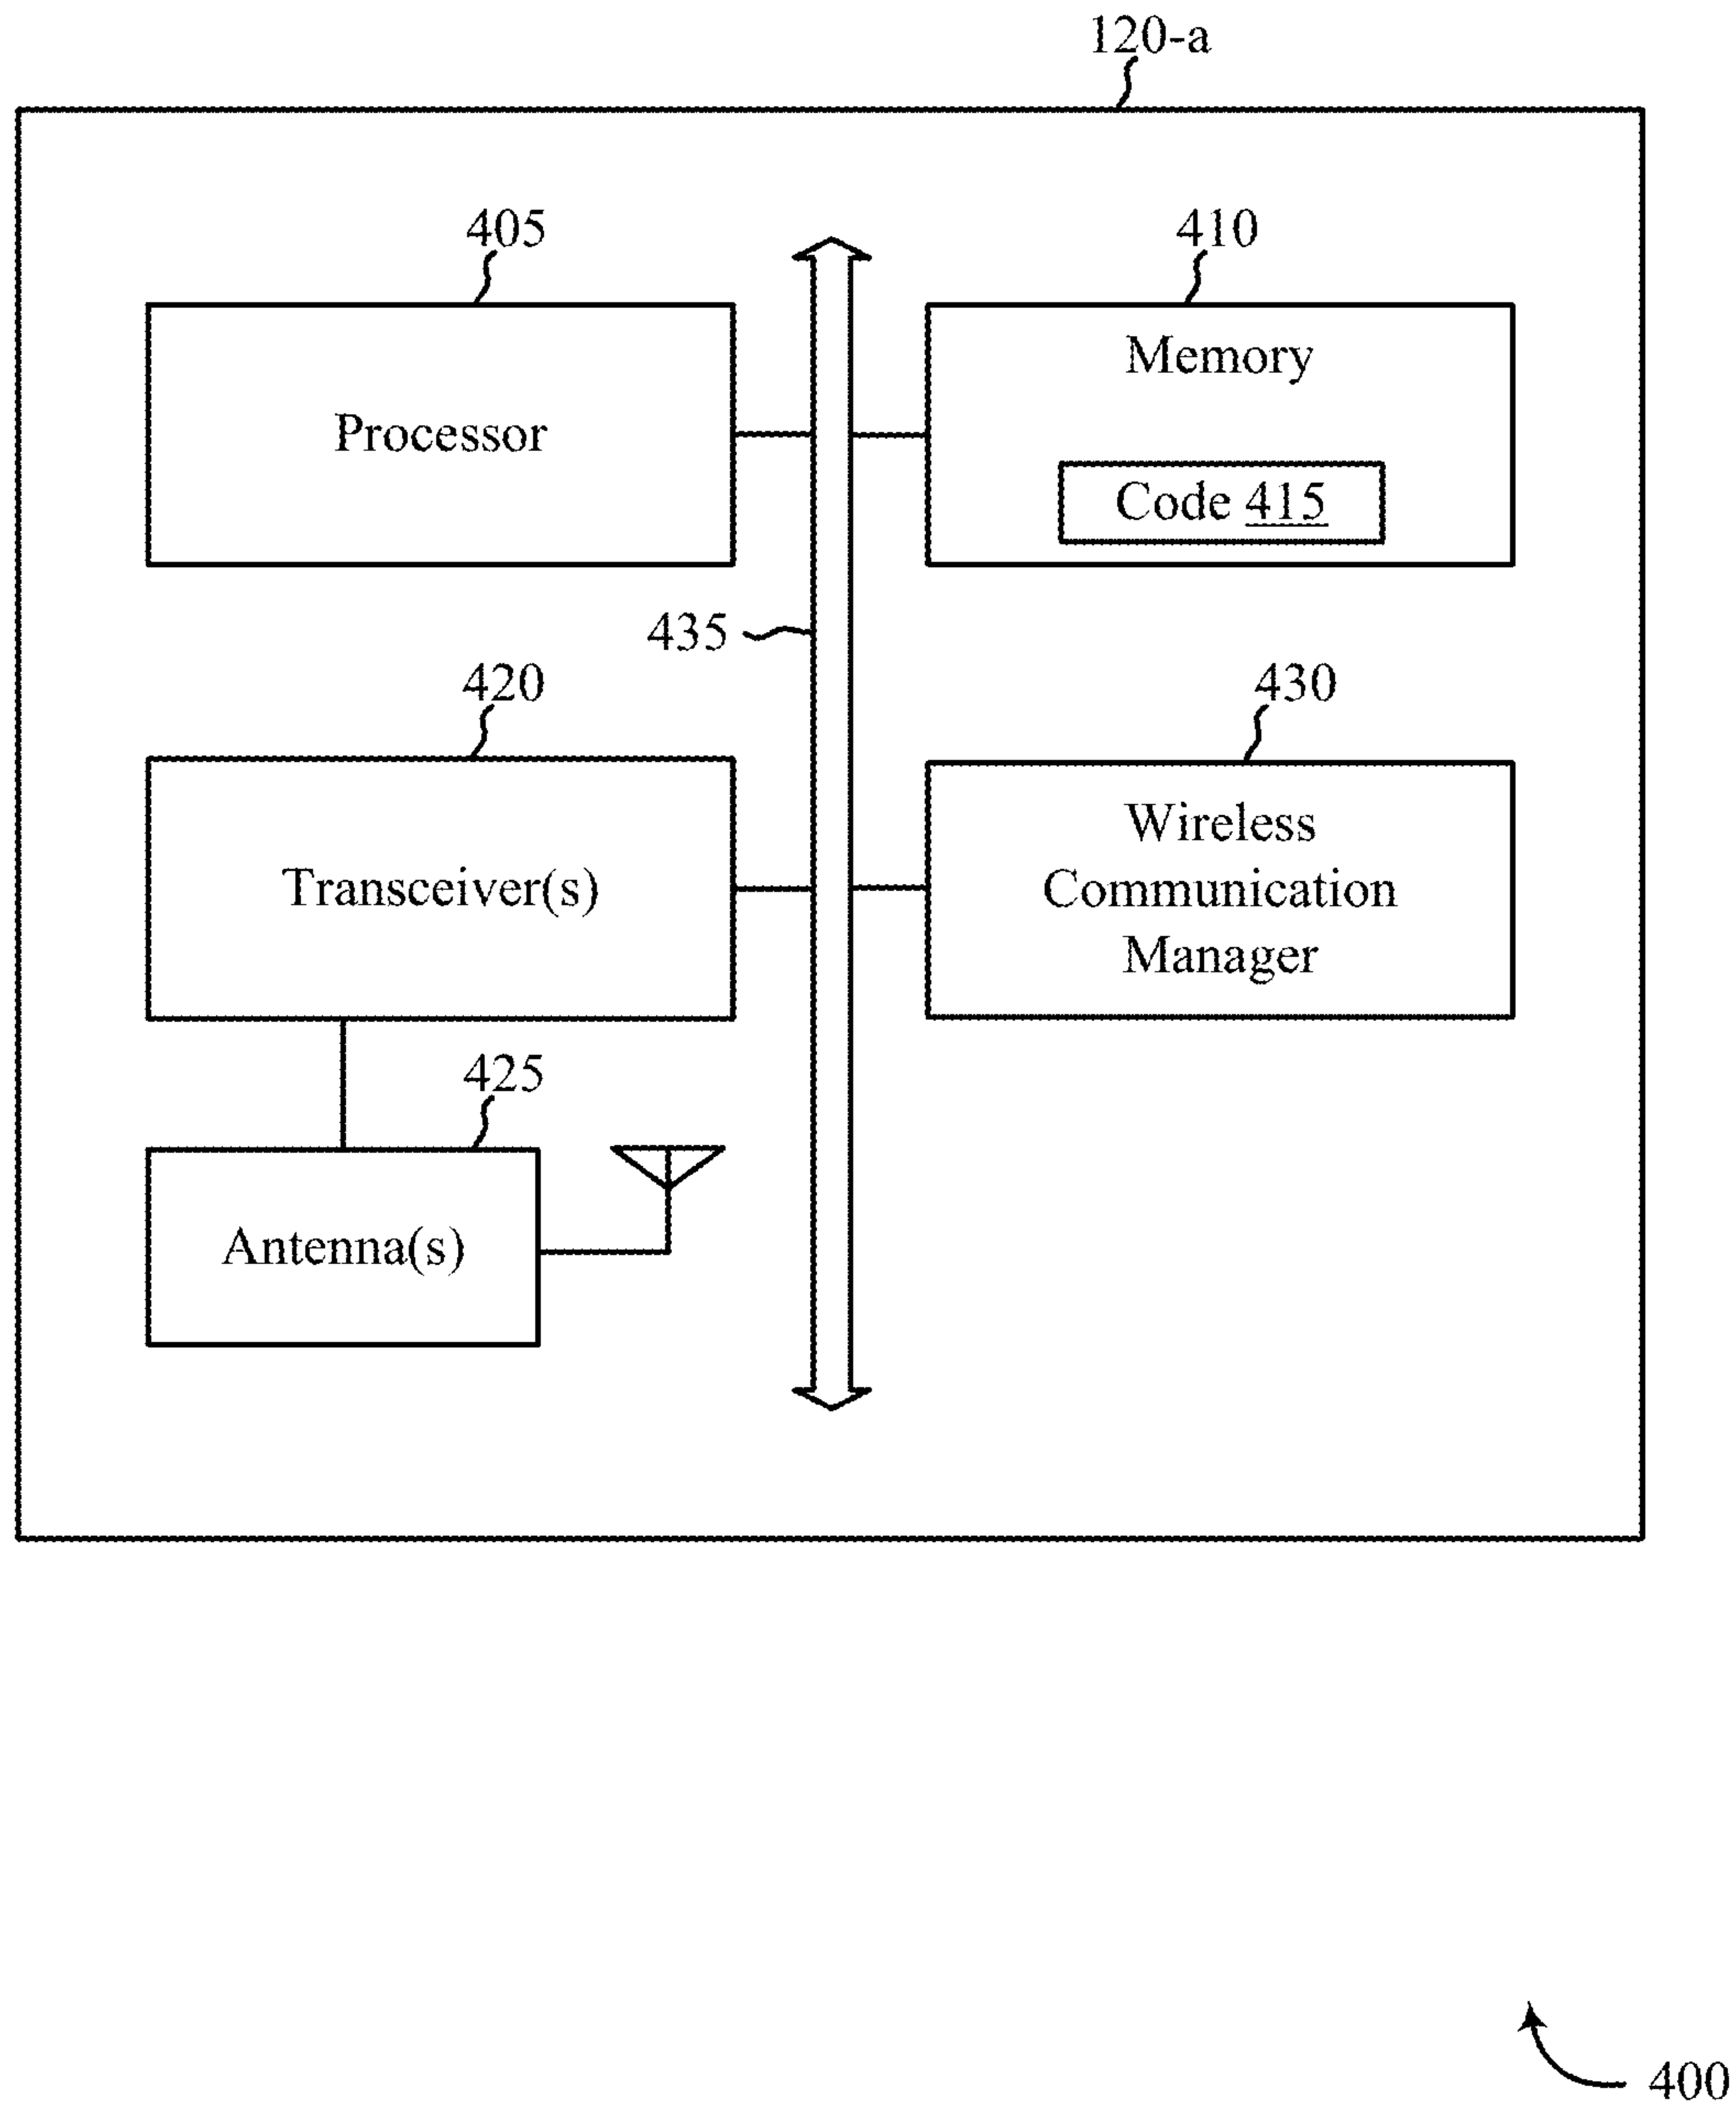 120-a
405
410
Processor
Memory
Code 415
435
420
430
Transceiver(s)
Wireless
Communication
Manager
425
Antenna(s)
400